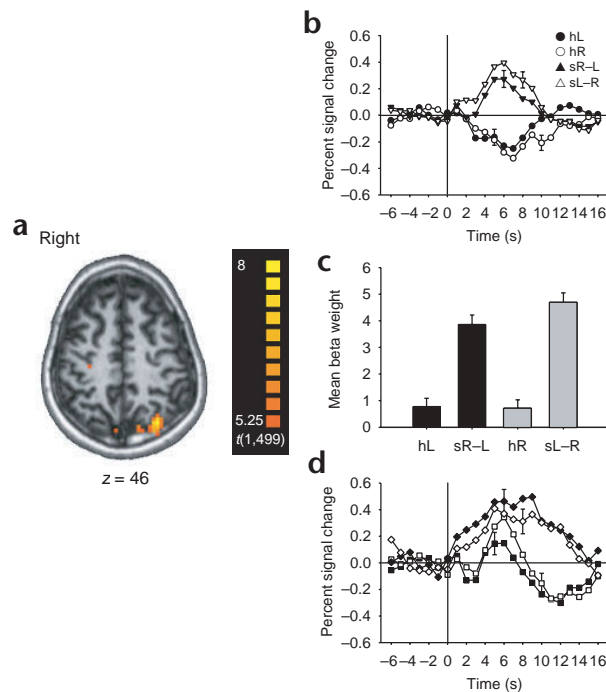 b
Percent signal change
0.6
0.4
0.2
0.0
−0.2
−0.4
−0.6
−6 −4 −2 0 2 4 6 8 10 12 14 16
Time (s)
hL
hR
sR–L
sL–R
a
Right
8
5.25
t(1,499)
z = 46
c
Mean beta weight
6
5
4
3
2
1
0
hL sR–L hR sL–R
d
Percent signal change
0.6
0.4
0.2
0.0
−0.2
−0.4
−0.6
−6 −4 −2 0 2 4 6 8 10 12 14 16
Time (s)